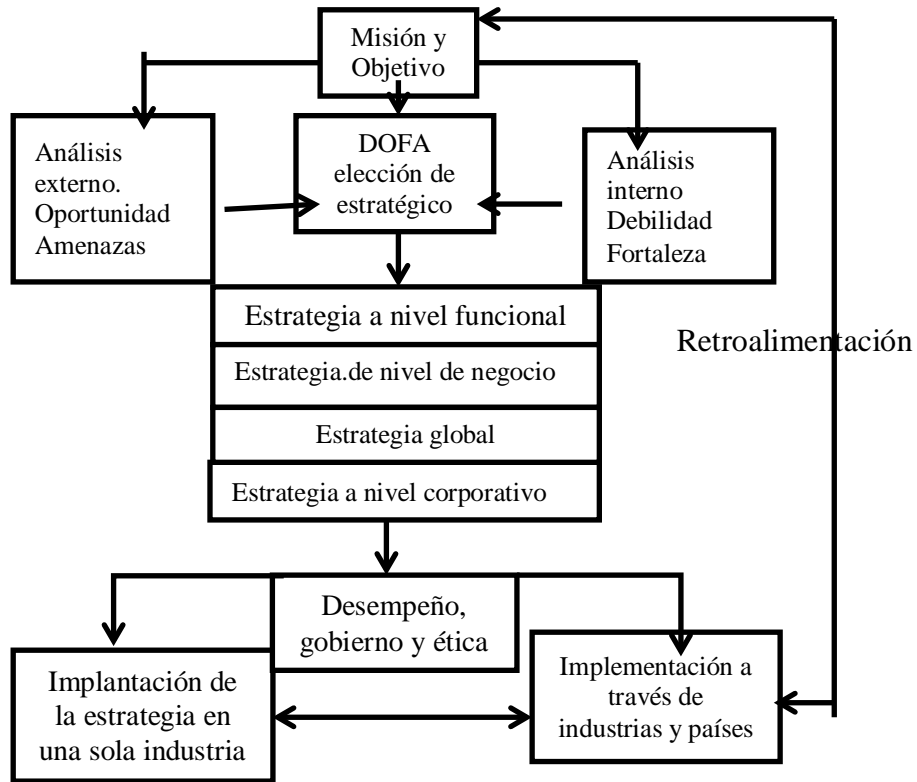 Misión y
Objetivo
Análisis
externo.
Oportunidad
Amenazas
DOFA
elección de
estratégico
Análisis
interno
Debilidad
Fortaleza
Estrategia a nivel funcional
Retroalimentación
Estrategia.de nivel de negocio
Estrategia global
Estrategia a nivel corporativo
Desempeño,
gobierno y ética
Implantación de
la estrategia en
una sola industria
Implementación a
través de
industrias y países